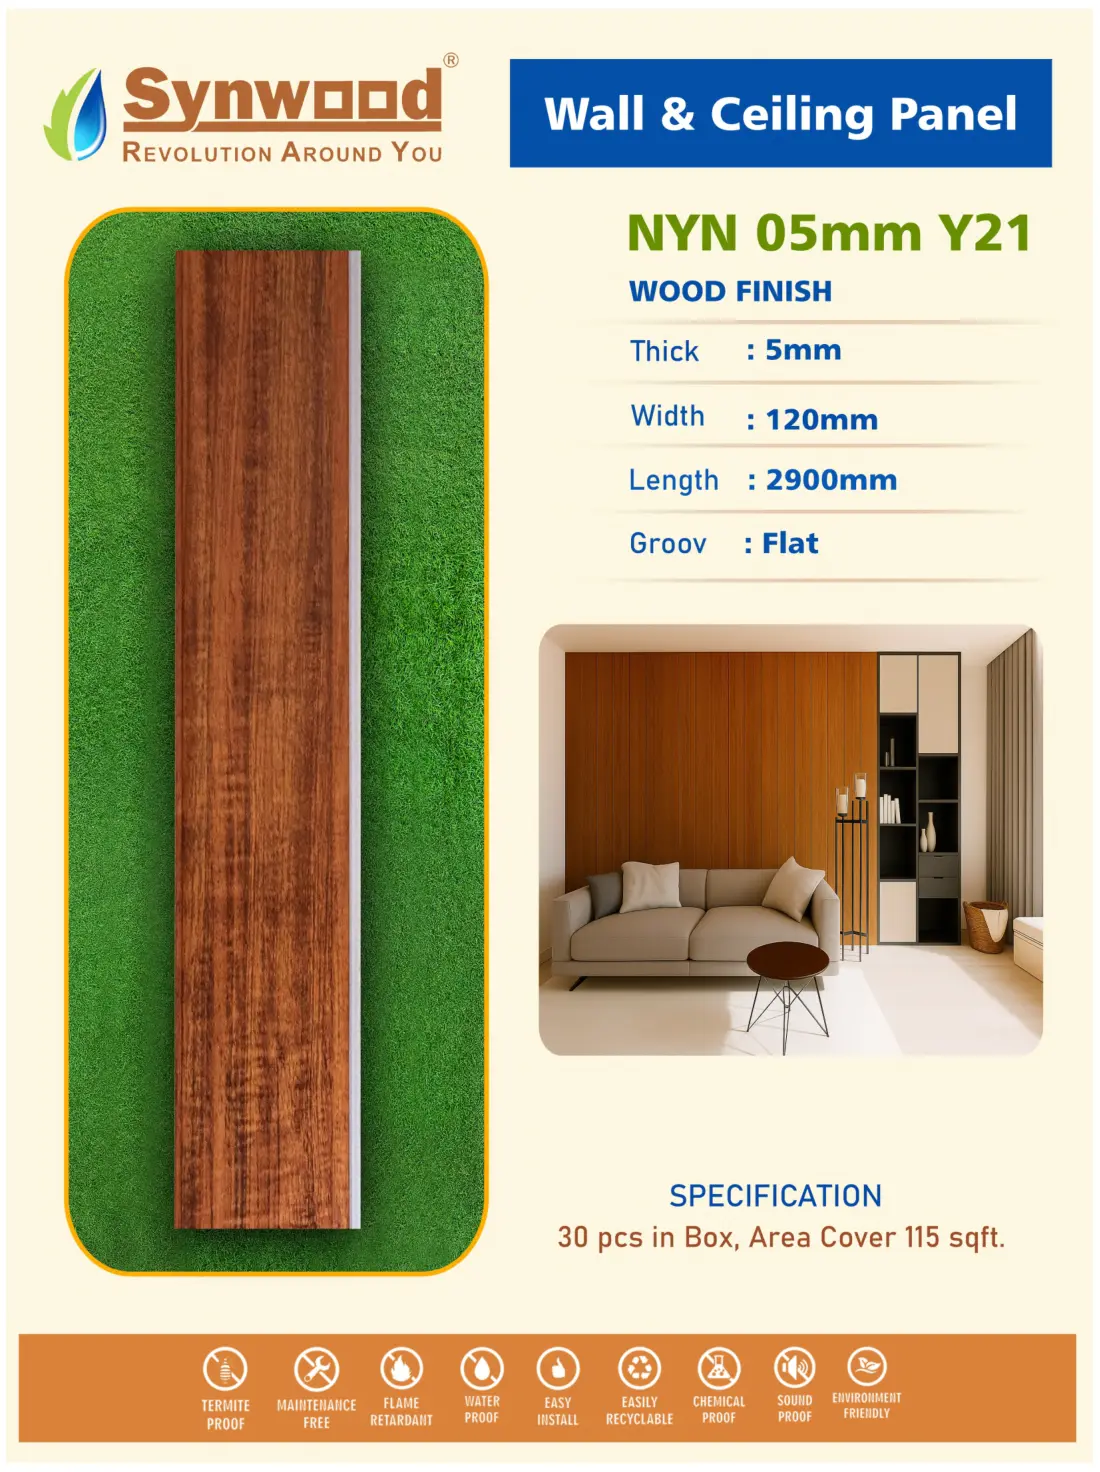 Synwood®
REVOLUTION AROUND YOU
Wall & Ceiling Panel
NYN 05mm Y21
WOOD FINISH
Thick : 5mm
Width : 120mm
Length : 2900mm
Groov : Flat
SPECIFICATION
30 pcs in Box, Area Cover 115 sqft.
TERMITE
PROOF
MAINTENANCE
FREE
FLAME
RETARDANT
WATER
PROOF
EASY
INSTALL
EASILY
RECYCLABLE
CHEMICAL
PROOF
SOUND
PROOF
ENVIRONMENT
FRIENDLY